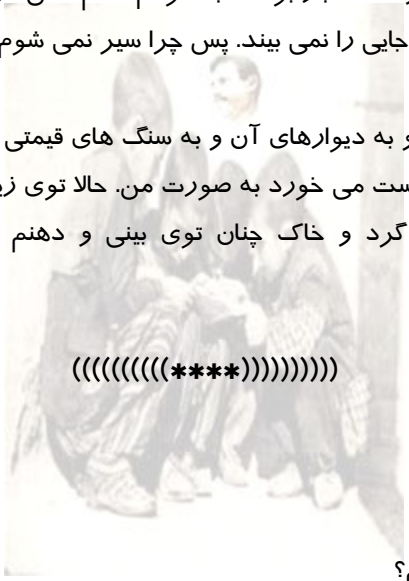 جایی را نمی بیند. پس چرا سیر نمی شوم
و به دیوارهای آن و به سنگ های قیمتی
ست می خورد به صورت من. حالا توی
گرد و خاک چنان توی بینی و دهنم
((((((((((****))))))))))
؟